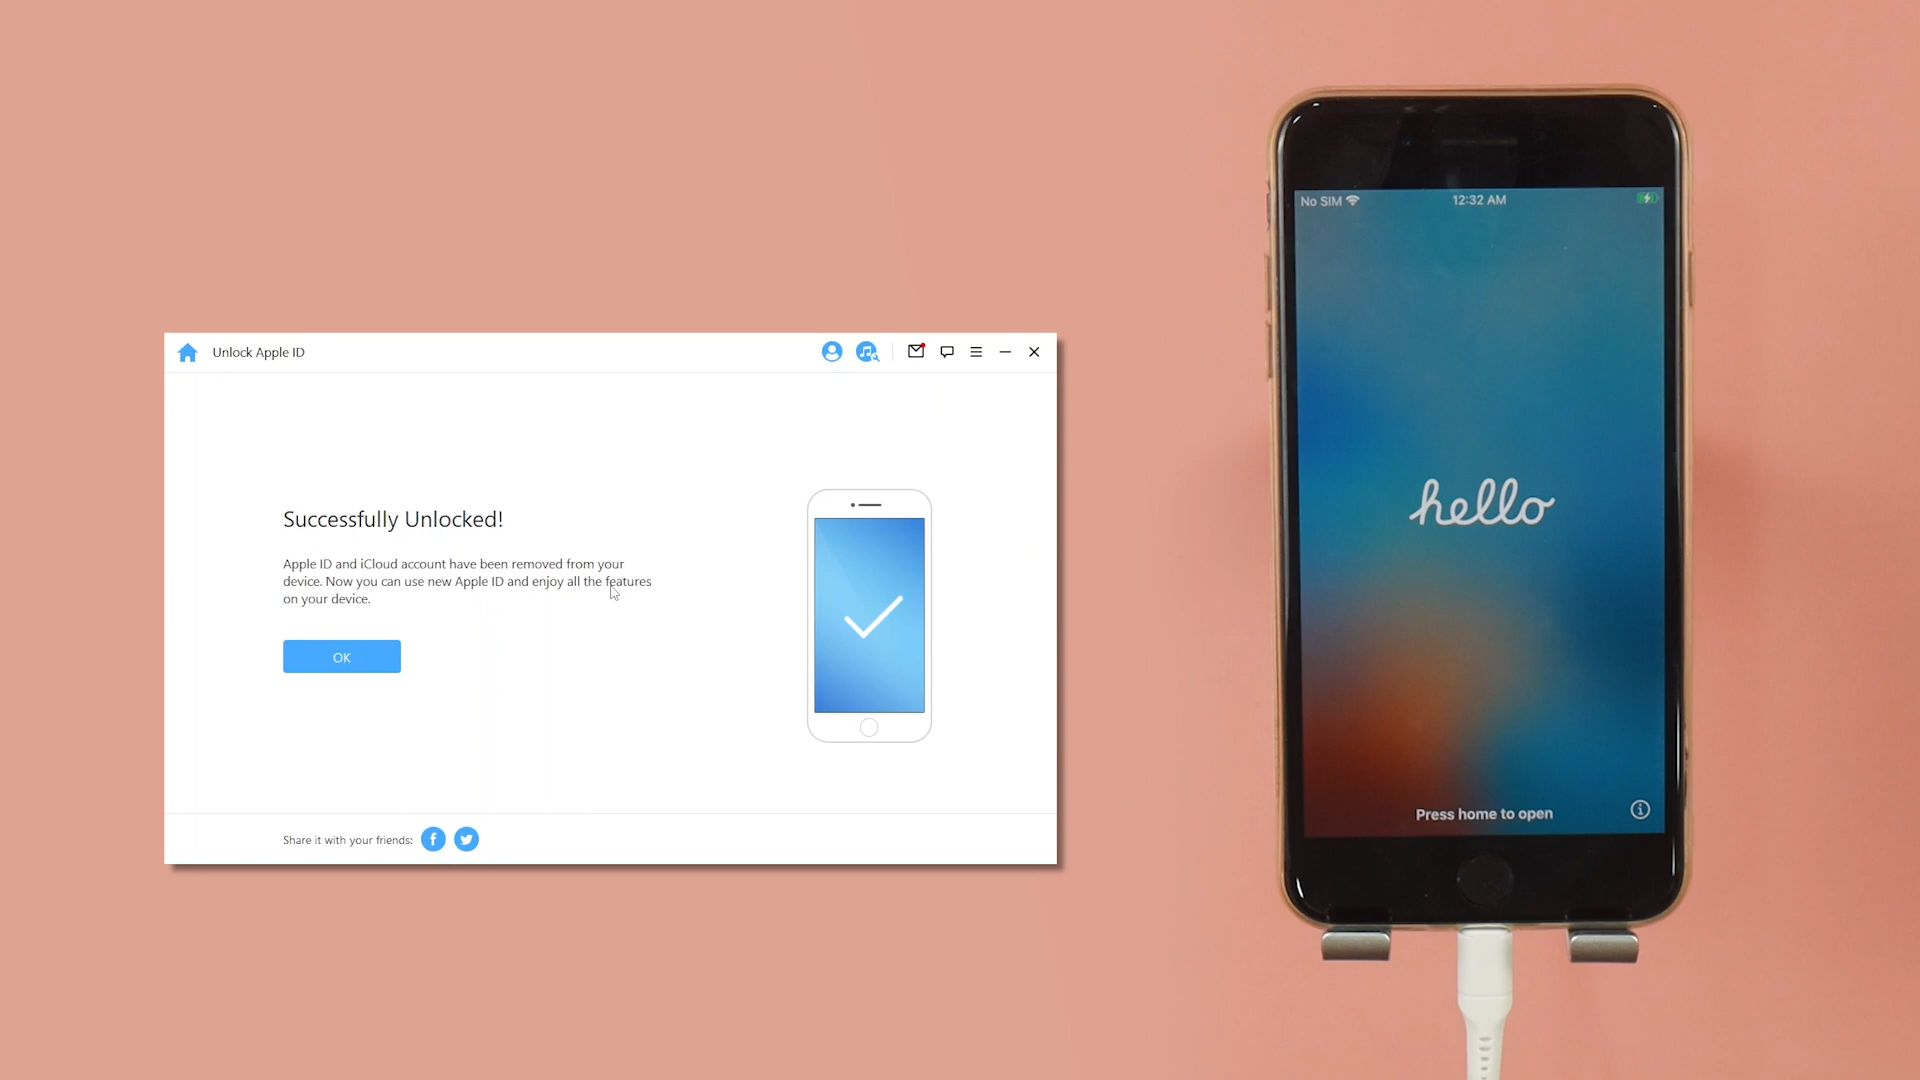 Unlock Apple ID
Successfully Unlocked!
Apple ID and iCloud account have been removed from your
device. Now you can use new Apple ID and enjoy all the features
on your device.
OK
Share it with your friends:
No SIM
12:32 AM
hello
Press home to open